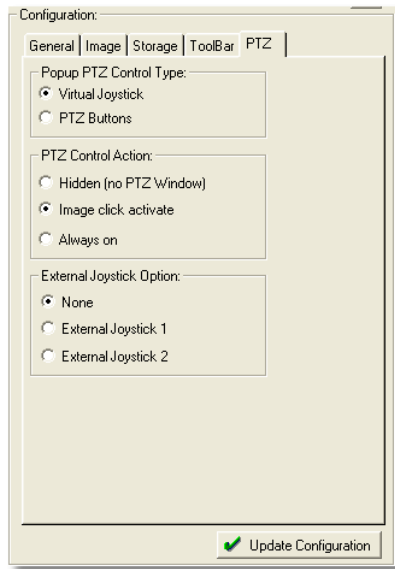 Configuration:
General Image Storage ToolBar PTZ
Popup PTZ Control Type:
Virtual Joystick
PTZ Buttons
PTZ Control Action:
Hidden (no PTZ Window)
Image click activate
Always on
External Joystick Option:
None
External Joystick 1
External Joystick 2
Update Configuration